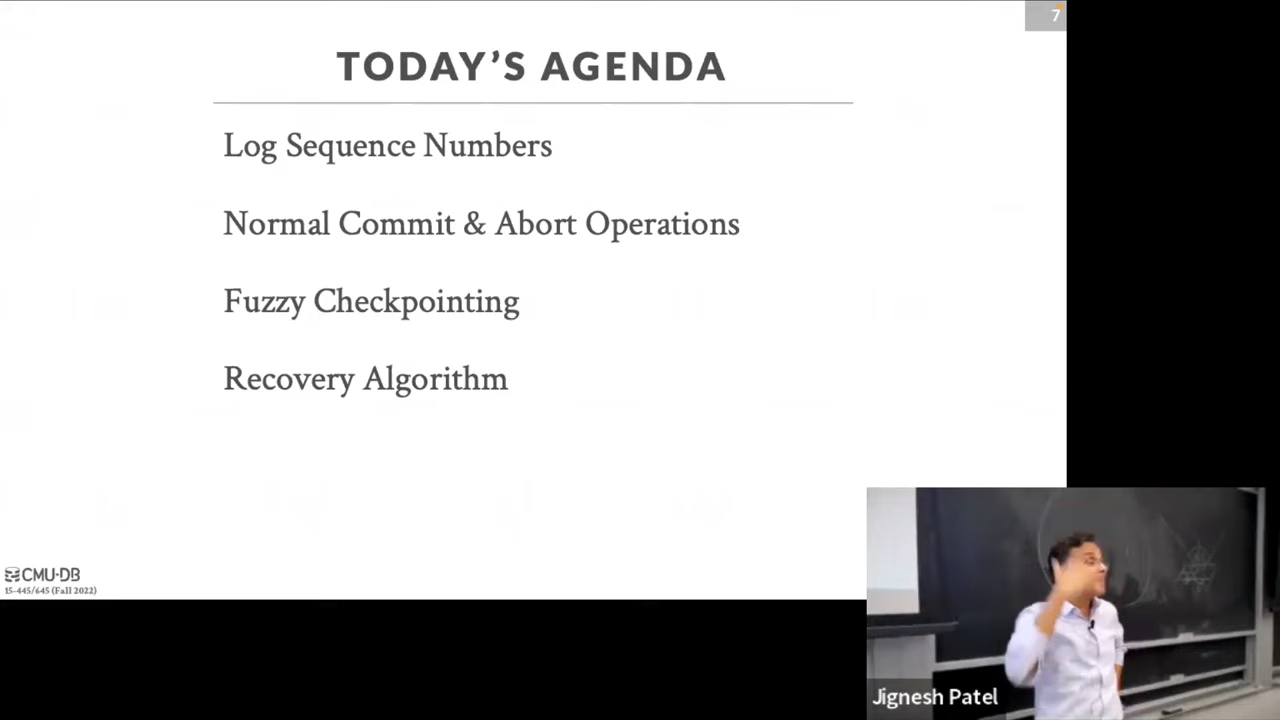 7
TODAY’S AGENDA
Log Sequence Numbers
Normal Commit & Abort Operations
Fuzzy Checkpointing
Recovery Algorithm
CMU·DB
15-445/645 (Fall 2022)
Jignesh Patel